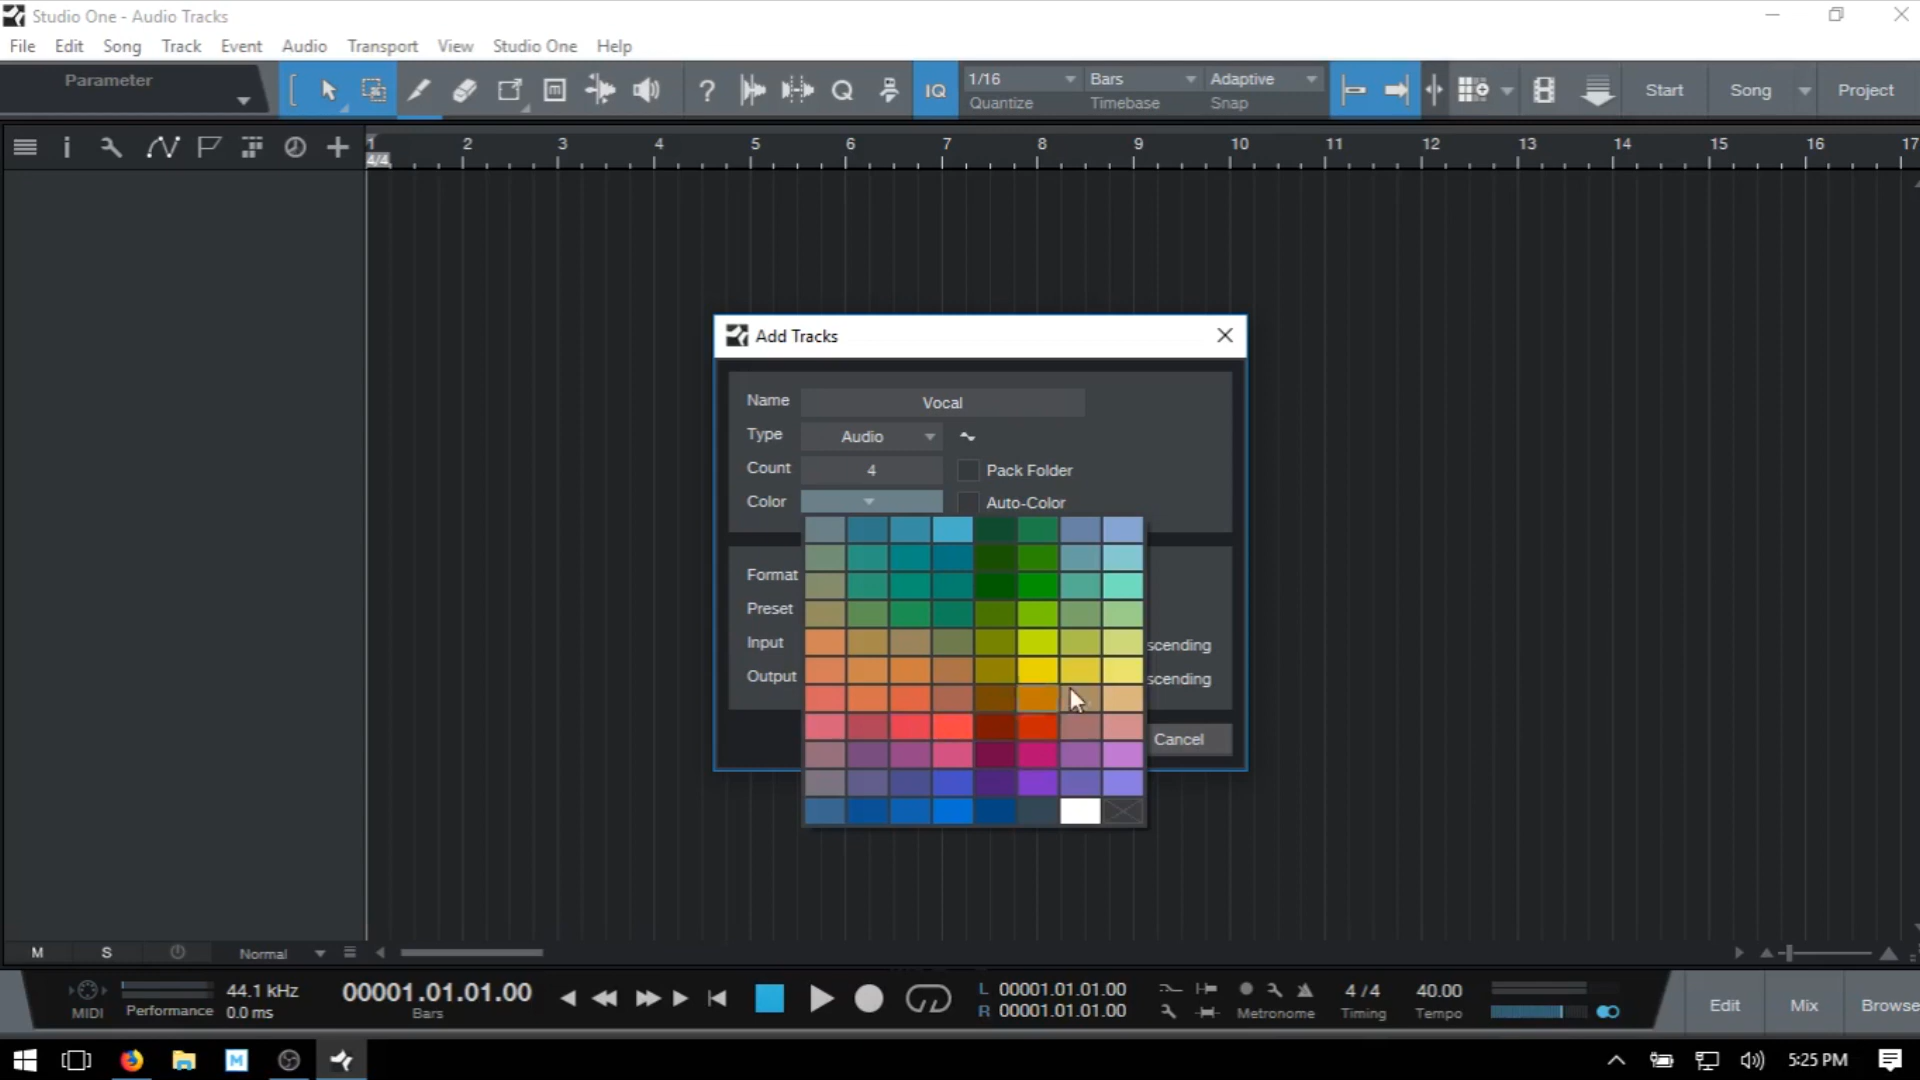 Studio One - Audio Tracks
File Edit Song Track Event Audio Transport View Studio One Help
Parameter
IQ
1/16 Bars Adaptive
Quantize Timebase Snap
Start Song Project
1 2 3 4 5 6 7 8 9 10 11 12 13 14 15 16 17
4/4
Add Tracks
Name Vocal
Type Audio
Count 4 Pack Folder
Color Auto-Color
Format
Preset
Input scending
Output scending
Cancel
M S Normal
MIDI Performance 44.1 kHz
0.0 ms
00001.01.01.00
Bars
L 00001.01.01.00
R 00001.01.01.00
Metronome
4 / 4
Timing
40.00
Tempo
Edit Mix Browse
M
5:25 PM